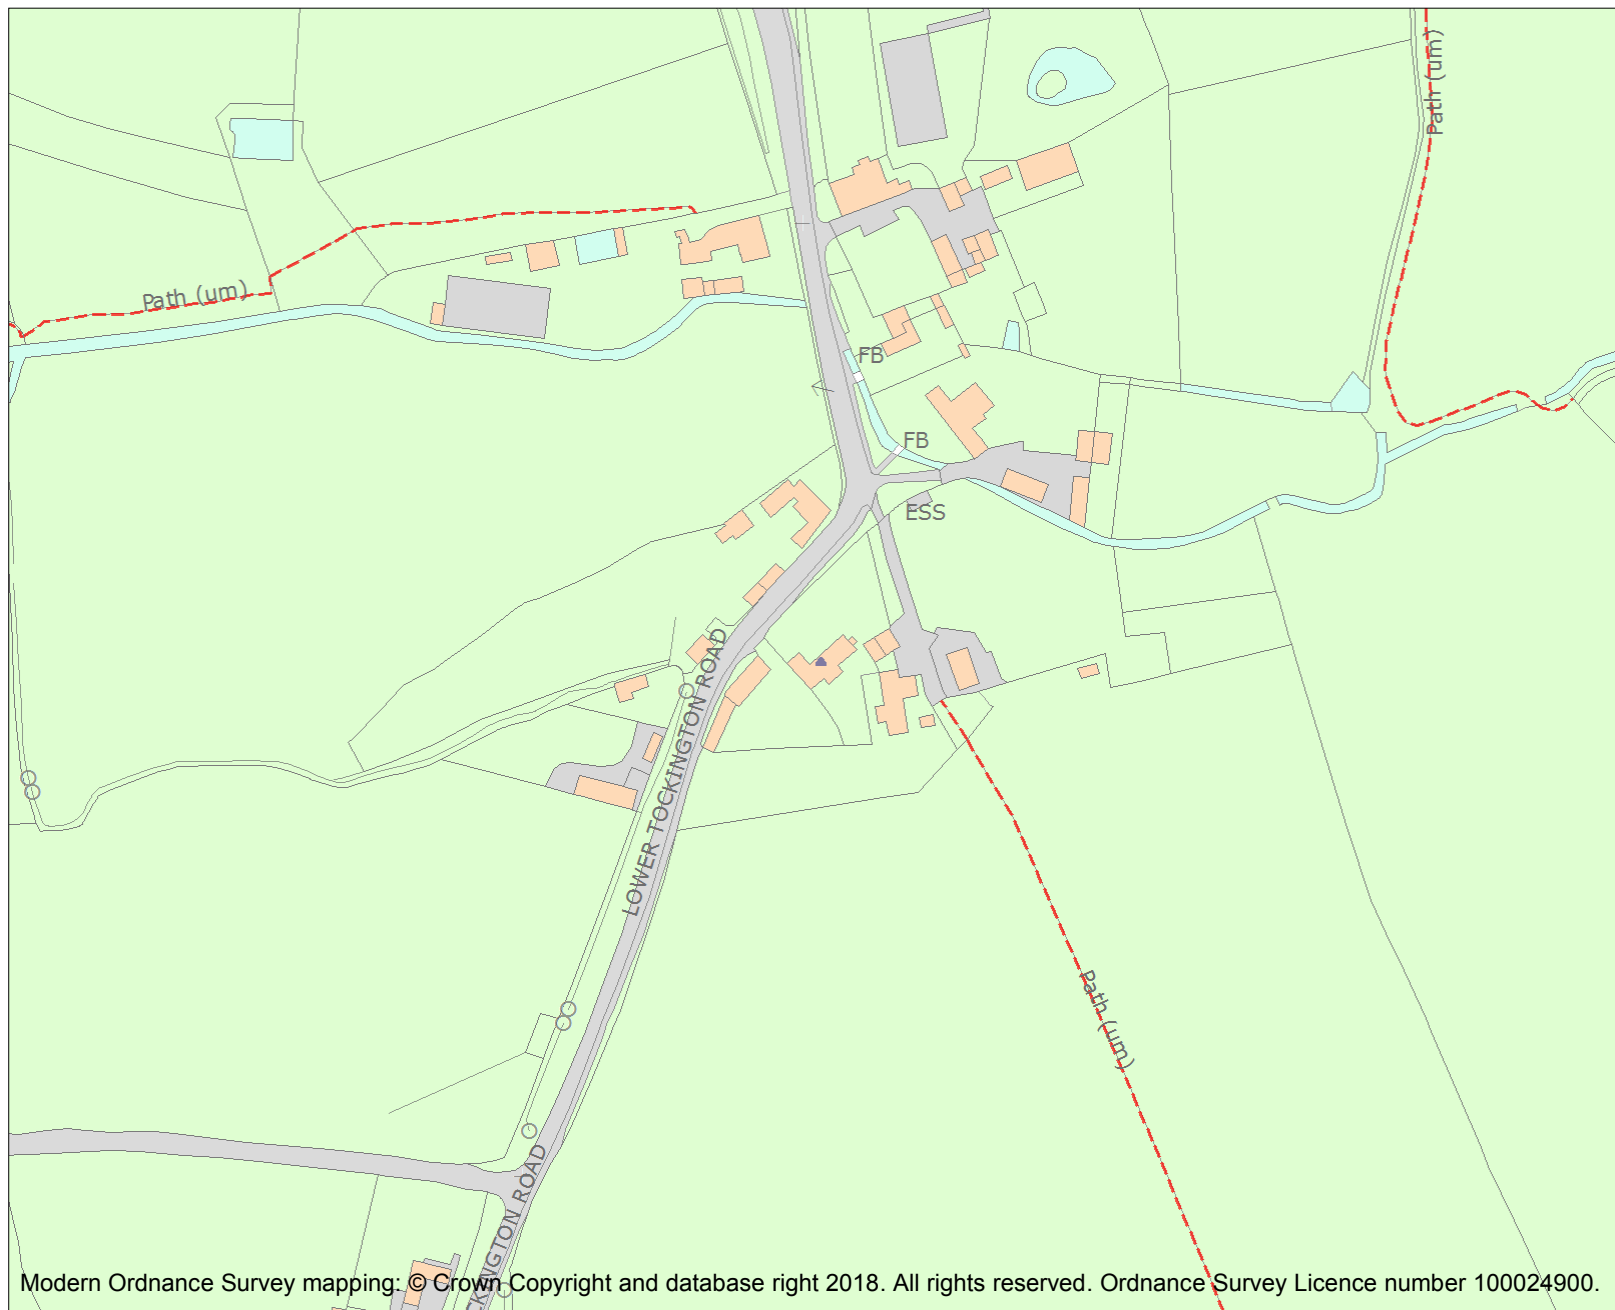 Path (um)
Path (um)
FB
FB
ESS
LOWER TOCKINGTON ROAD
Path (um)
CKINGTON ROAD
Modern Ordnance Survey mapping: © Crown Copyright and database right 2018. All rights reserved. Ordnance Survey Licence number 100024900.